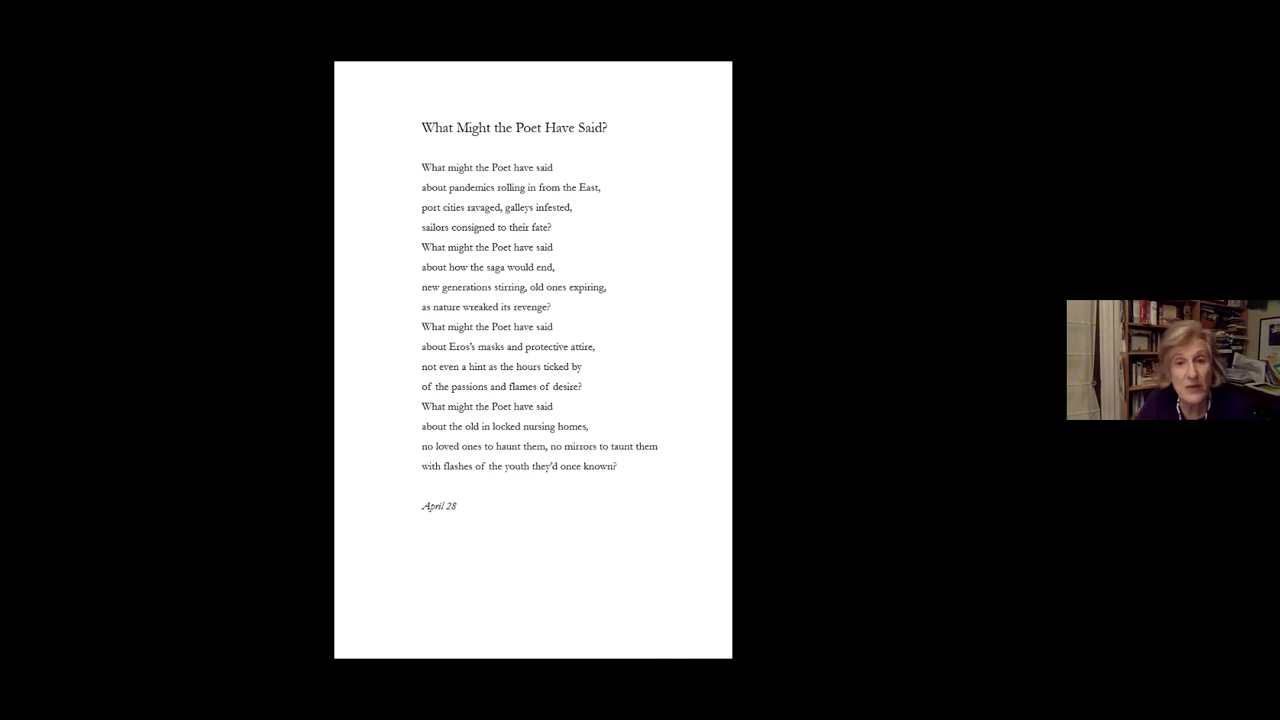 What Might the Poet Have Said?
What might the Poet have said
about pandemics rolling in from the East,
port cities ravaged, galleys infested,
sailors consigned to their fate?
What might the Poet have said
about how the saga would end,
new generations stirring, old ones expiring,
as nature wreaked its revenge?
What might the Poet have said
about Eros’s masks and protective attire,
not even a hint as the hours ticked by
of the passions and flames of desire?
What might the Poet have said
about the old in locked nursing homes,
no loved ones to haunt them, no mirrors to taunt them
with flashes of the youth they’d once known?
April 28